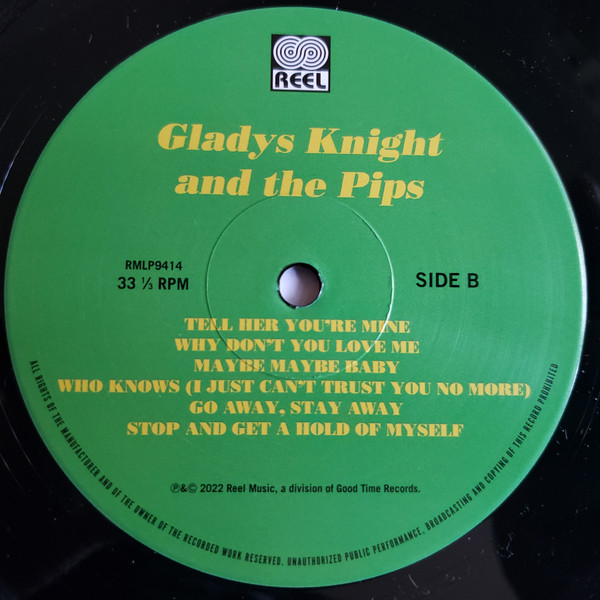 REEL
Gladys Knight
and the Pips
RMLP9414
33 ⅓ RPM
SIDE B
TELL HER YOU'RE MINE
WHY DON'T YOU LOVE ME
MAYBE MAYBE BABY
WHO KNOWS (I JUST CAN'T TRUST YOU NO MORE)
GO AWAY, STAY AWAY
STOP AND GET A HOLD OF MYSELF
℗&© 2022 Reel Music, a division of Good Time Records.
ALL RIGHTS OF THE MANUFACTURER AND OF THE OWNER OF THE RECORDED WORK RESERVED. UNAUTHORIZED PUBLIC PERFORMANCE, BROADCASTING AND COPYING OF THIS RECORD PROHIBITED